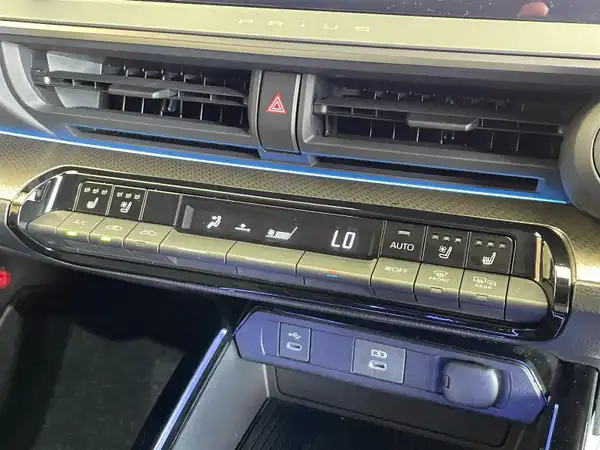 PRIUS
LO
AUTO
A/C
OFF
FRONT
REAR